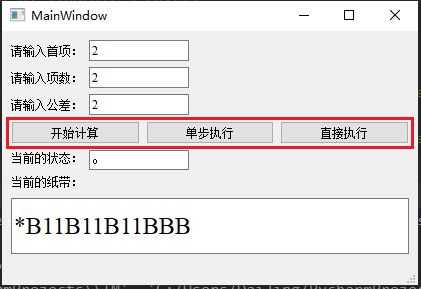 MainWindow
请输入首项： 2
请输入项数： 2
请输入公差： 2
开始计算 单步执行 直接执行
当前的状态： 。
当前的纸带：
*B11B11B11BBB